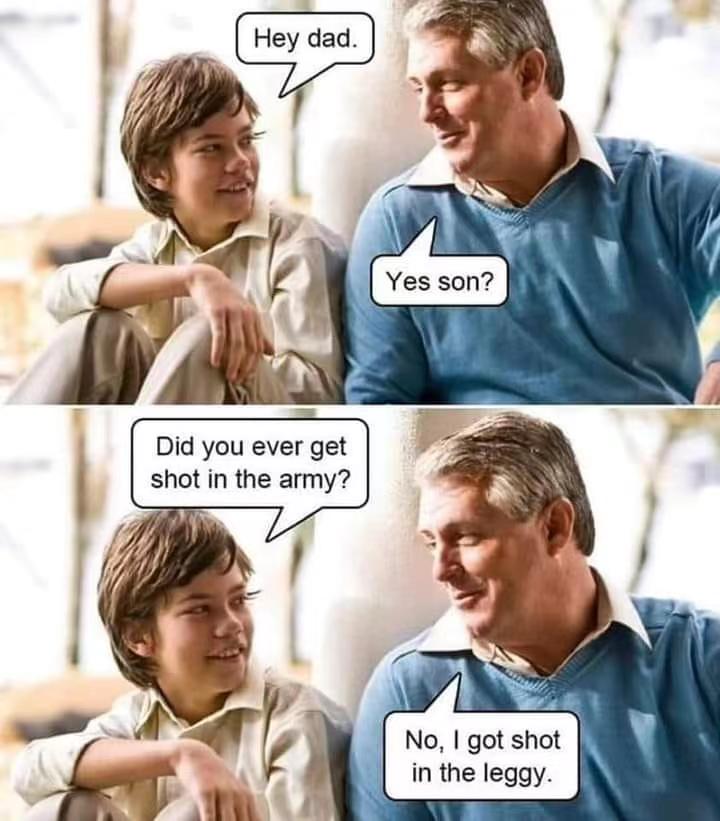 Hey dad.
Yes son?
Did you ever get
shot in the army?
No, I got shot
in the leggy.